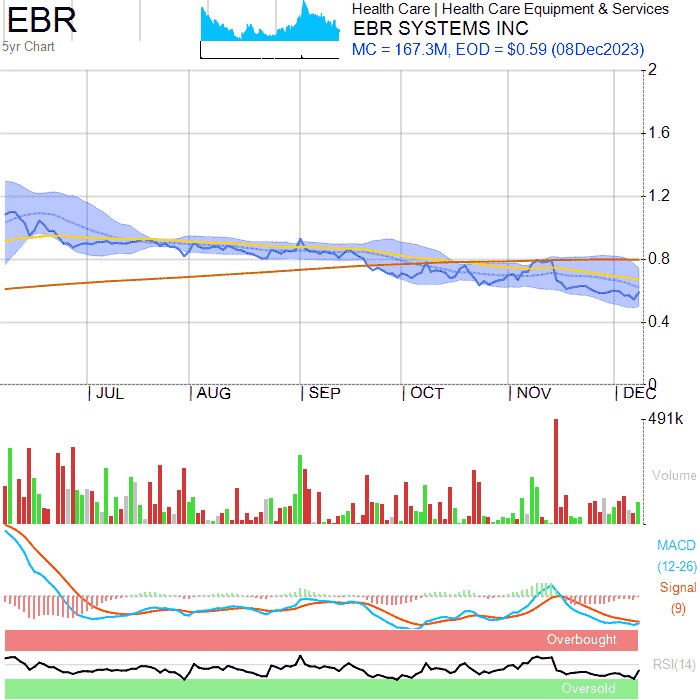 EBR
5yr Chart
Health Care | Health Care Equipment & Services
EBR SYSTEMS INC
MC = 167.3M, EOD = $0.59 (08Dec2023)
2
1.6
1.2
0.8
0.4
0
JUL AUG SEP OCT NOV DEC
491k
Volume
MACD
(12-26)
Signal
(9)
Overbought
RSI(14)
Oversold